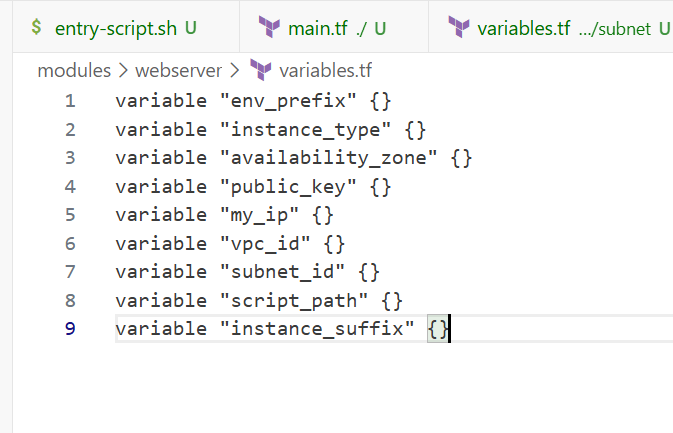 $ entry-script.sh U main.tf ./ U variables.tf .../subnet U
modules > webserver > variables.tf
1 variable "env_prefix" {}
2 variable "instance_type" {}
3 variable "availability_zone" {}
4 variable "public_key" {}
5 variable "my_ip" {}
6 variable "vpc_id" {}
7 variable "subnet_id" {}
8 variable "script_path" {}
9 variable "instance_suffix" {}